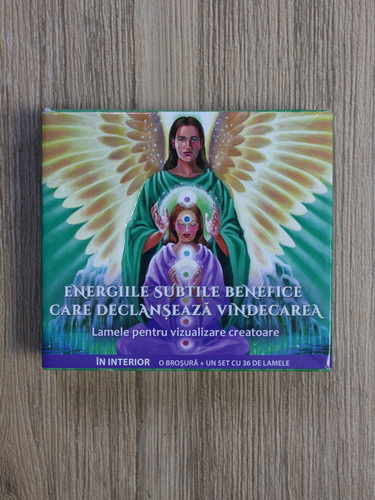 ENERGIILE SUBTILE BENEFICE
CARE DECLANȘEAZĂ VINDECAREA
Lamele pentru vizualizare creatoare
ÎN INTERIOR O BROȘURĂ + UN SET CU 36 DE LAMELE